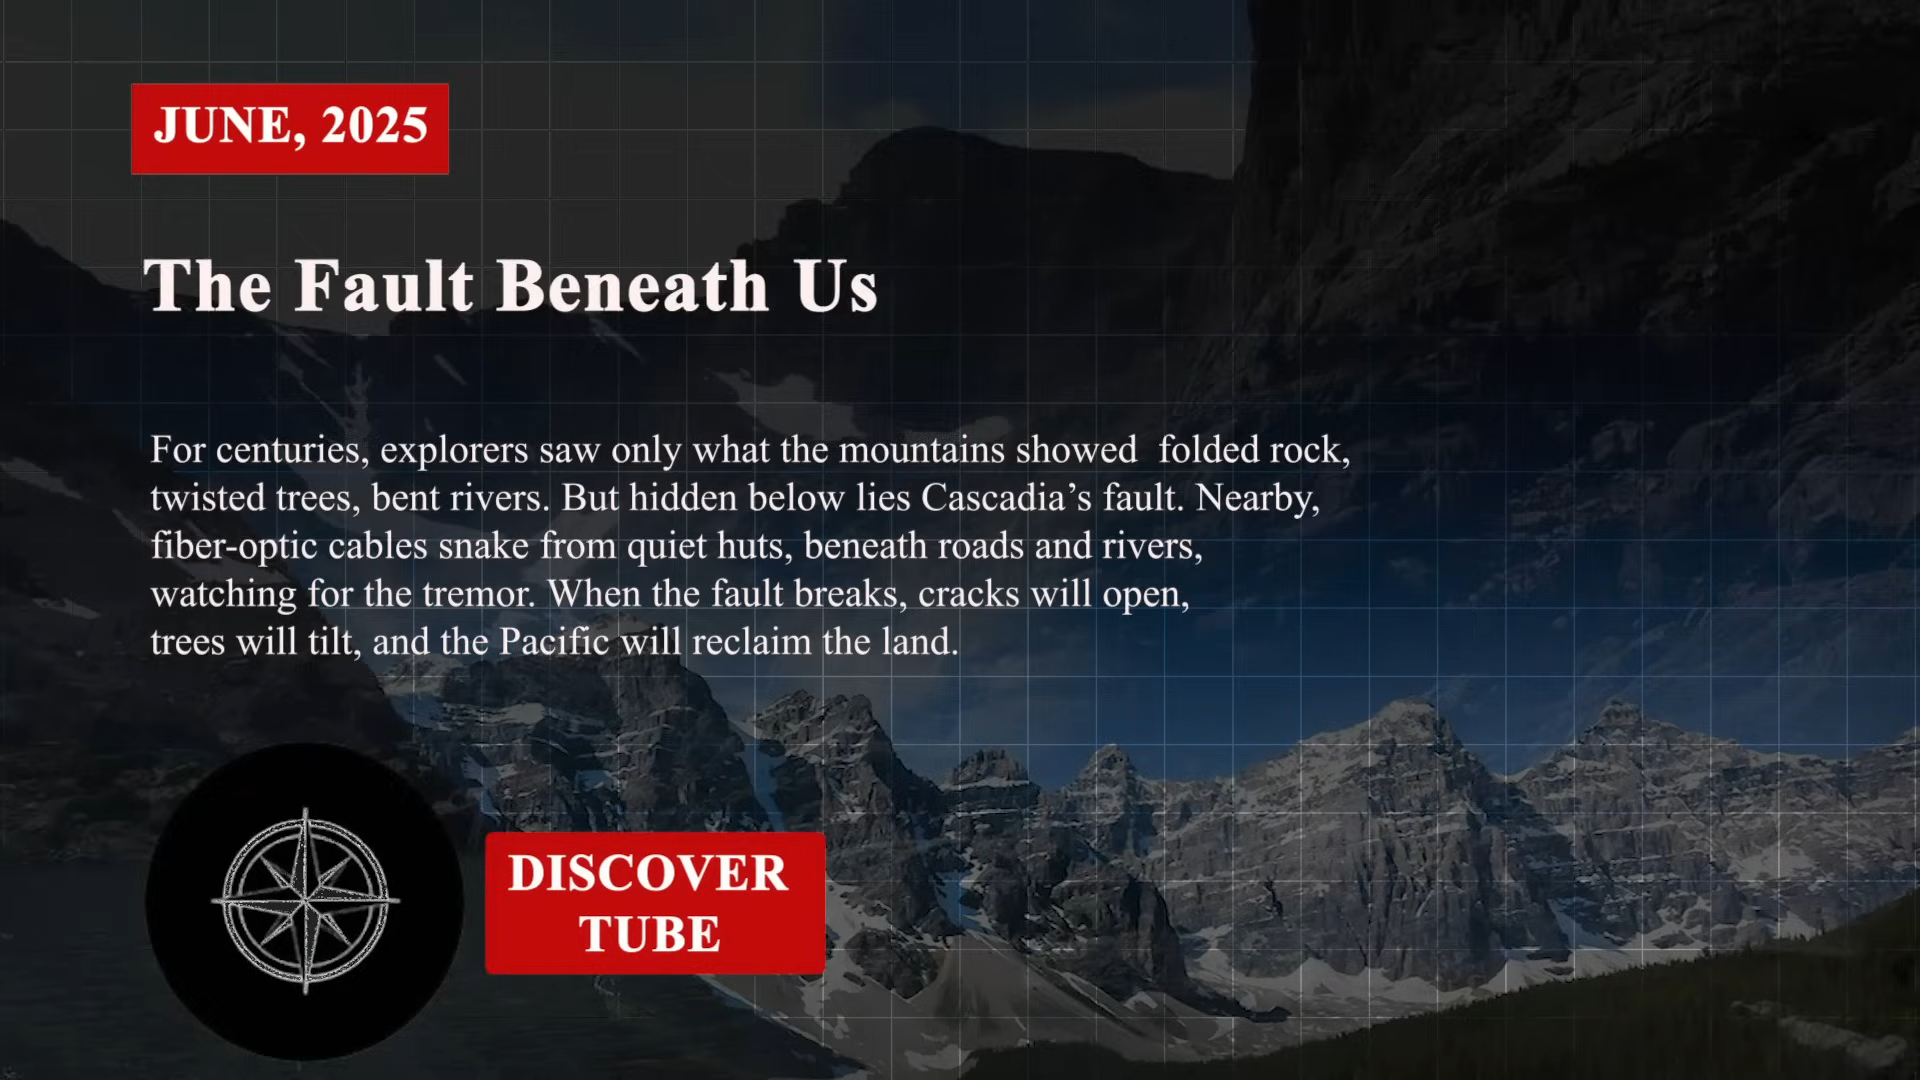 JUNE, 2025
The Fault Beneath Us
For centuries, explorers saw only what the mountains showed  folded rock,
twisted trees, bent rivers. But hidden below lies Cascadia’s fault. Nearby,
fiber-optic cables snake from quiet huts, beneath roads and rivers,
watching for the tremor. When the fault breaks, cracks will open,
trees will tilt, and the Pacific will reclaim the land.
DISCOVER
TUBE